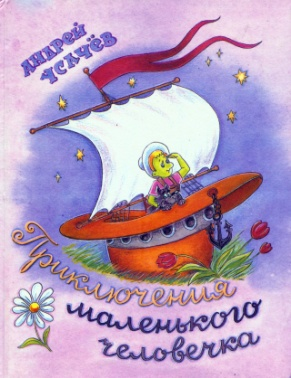 Андрей
Усачёв
Приключения
маленького
человечка